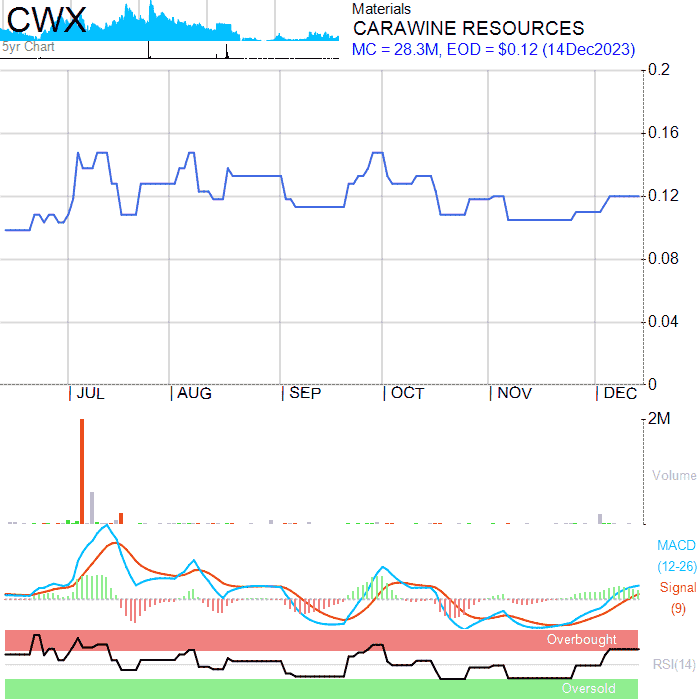 CWX
5yr Chart
Materials
CARAWINE RESOURCES
MC = 28.3M, EOD = $0.12 (14Dec2023)
0.2
0.16
0.12
0.08
0.04
0
JUL AUG SEP OCT NOV DEC
2M
Volume
MACD
(12-26)
Signal
(9)
Overbought
RSI(14)
Oversold